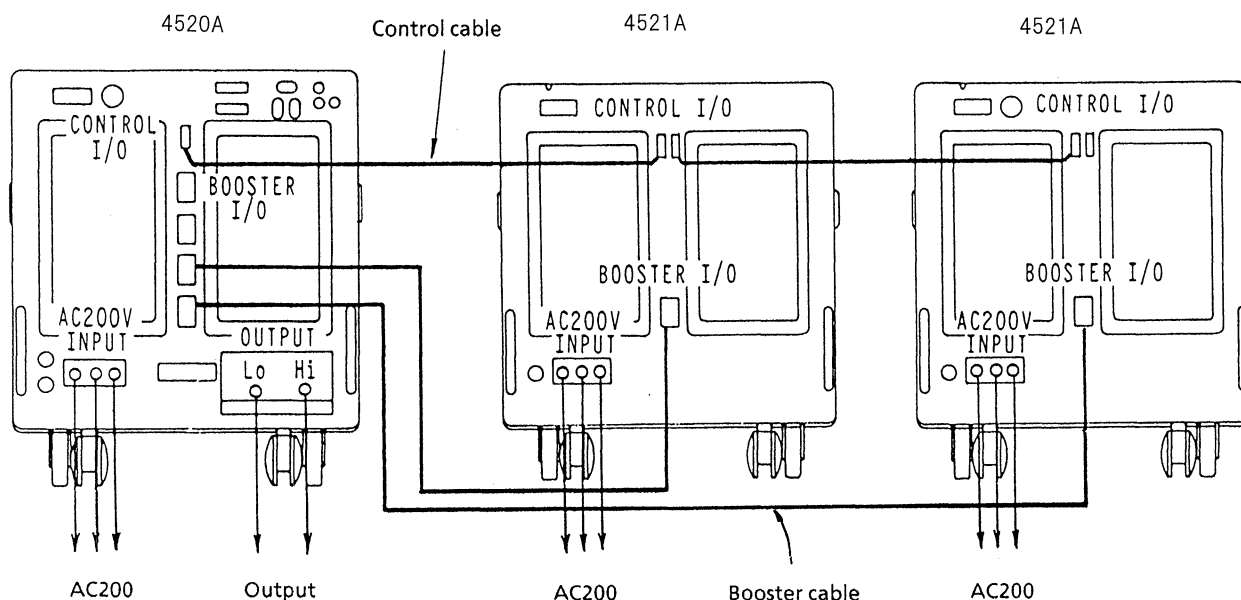 4520A
Control cable
4521A
4521A
CONTROL
I/O
BOOSTER
I/O
AC200V
INPUT
OUTPUT
Lo Hi
CONTROL I/O
BOOSTER I/O
AC200V
INPUT
CONTROL I/O
BOOSTER I/O
AC200V
INPUT
AC200
Output
AC200
Booster cable
AC200